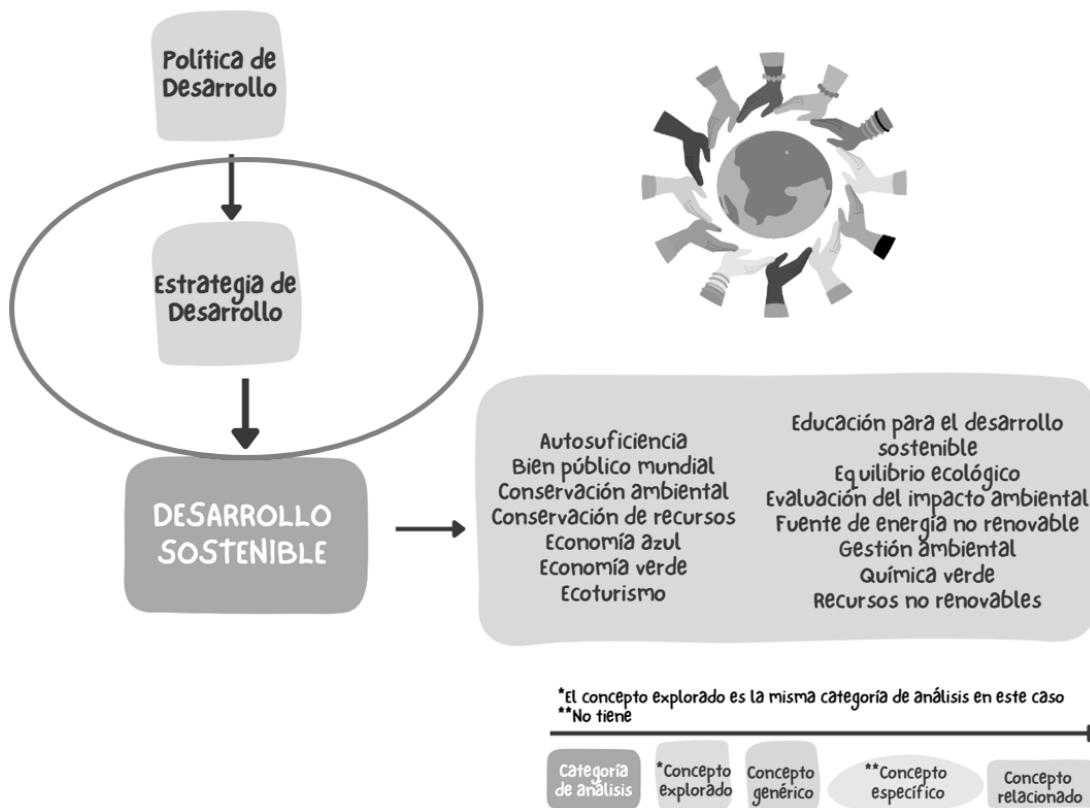 Política de
Desarrollo
Estrategia de
Desarrollo
DESARROLLO
SOSTENIBLE
Autosuficiencia
Bien público mundial
Conservación ambiental
Conservación de recursos
Economía azul
Economía verde
Ecoturismo
Educación para el desarrollo
sostenible
Equilibrio ecológico
Evaluación del impacto ambiental
Fuente de energía no renovable
Gestión ambiental
Química verde
Recursos no renovables
*El concepto explorado es la misma categoría de análisis en este caso
**No tiene
Categoría
de análisis
*Concepto
explorado
Concepto
genérico
**Concepto
específico
Concepto
relacionado